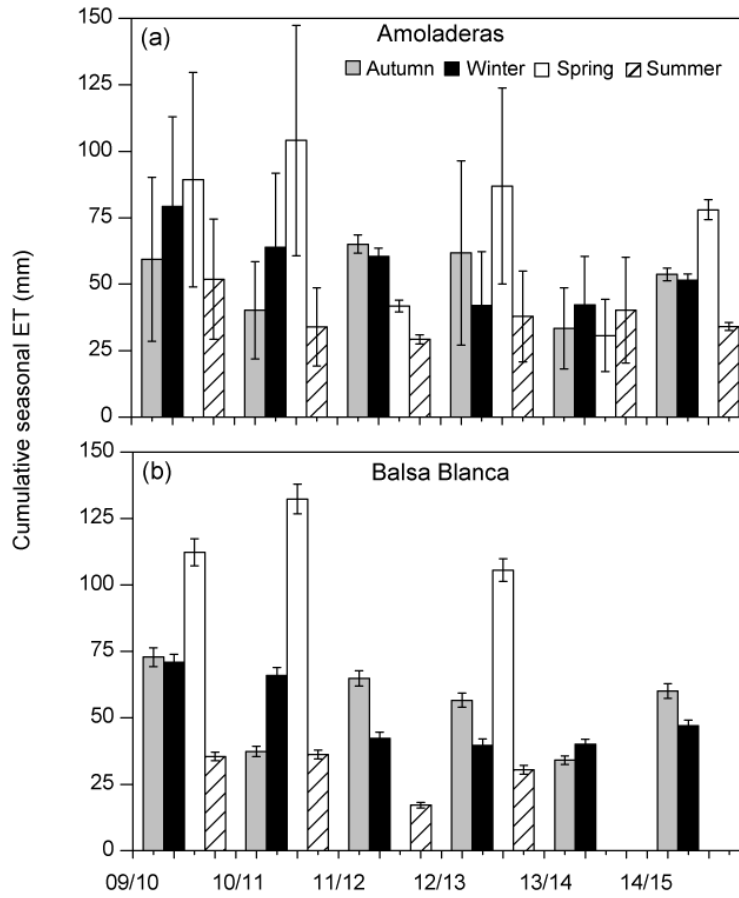 150
(a)
Amoladeras
Autumn Winter Spring Summer
125
100
75
50
25
0
Cumulative seasonal ET (mm)
150
(b)
Balsa Blanca
125
100
75
50
25
0
09/10 10/11 11/12 12/13 13/14 14/15